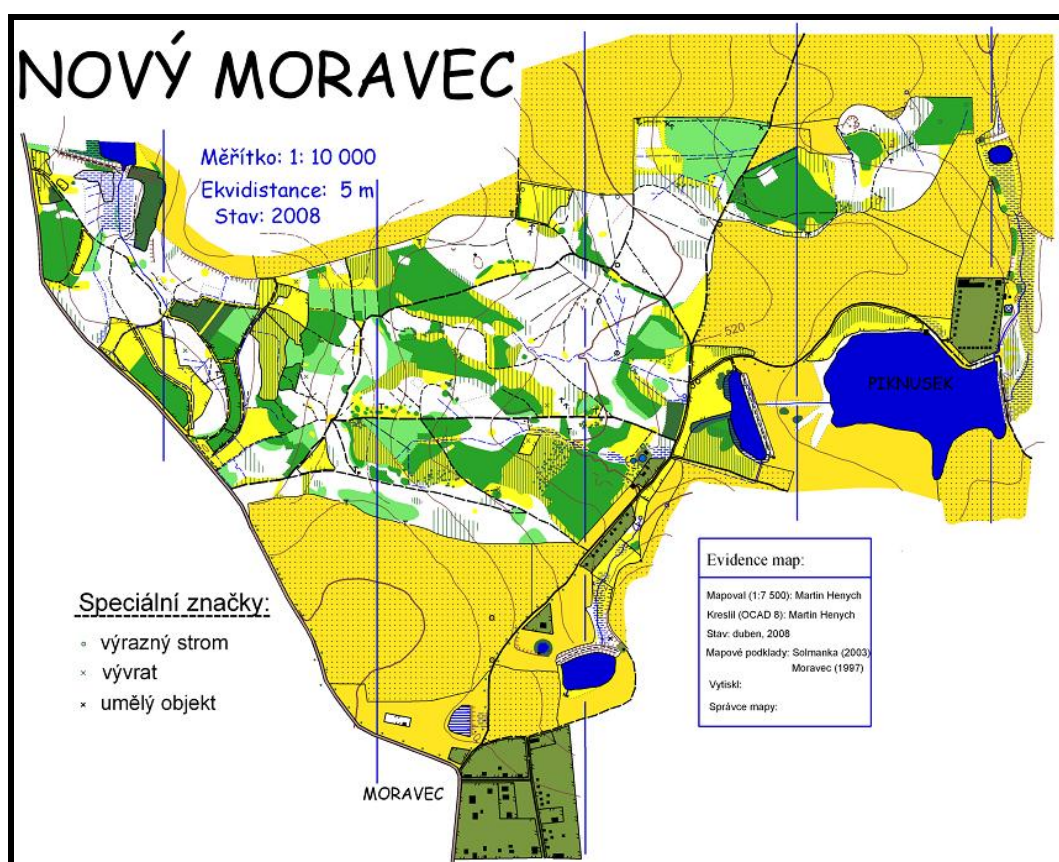 NOVÝ MORAVEC
Měřítko: 1: 10 000
Ekvidistance: 5 m
Stav: 2008
520
PIKNUSEK
Speciální značky:
výrazný strom
vývrat
umělý objekt
MORAVEC
Evidence map:
Mapoval (1:7 500): Martin Henych
Kreslil (OCAD 8): Martin Henych
Stav: duben, 2008
Mapové podklady: Solmanka (2003)
Moravec (1997)
Vytiskl:
Správce mapy: